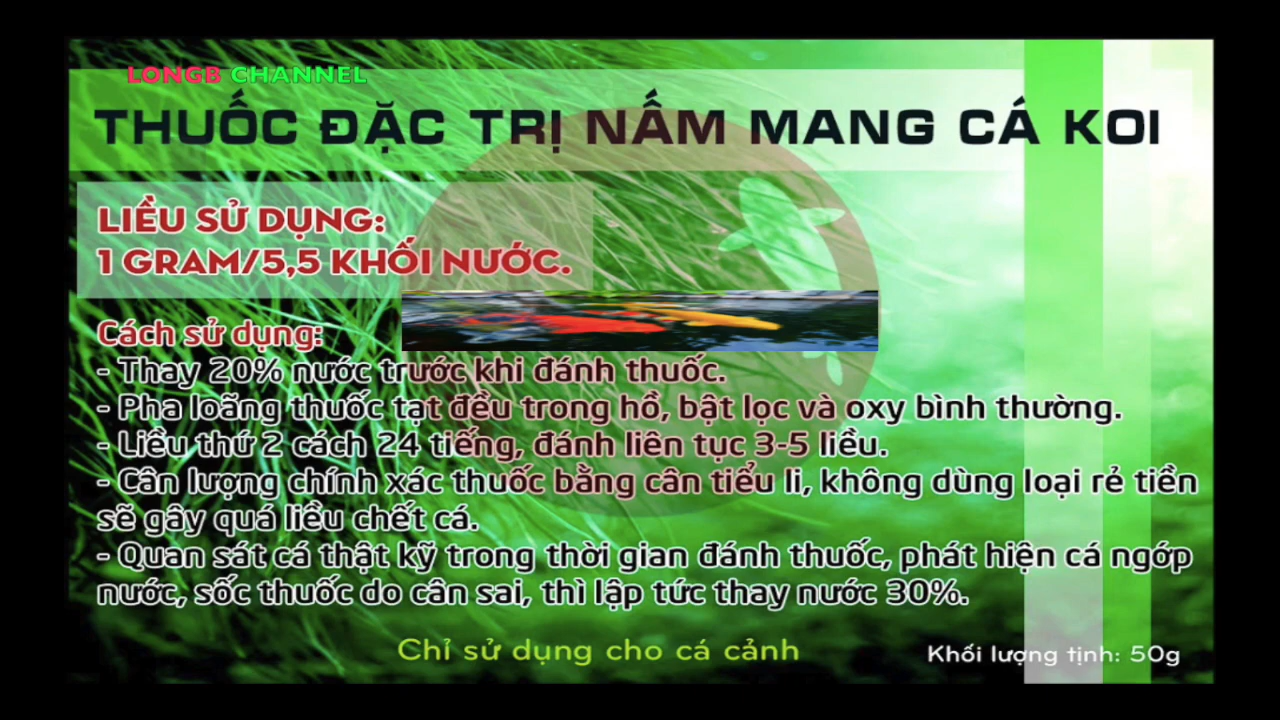 LONGB CHANNEL
THUỐC ĐẶC TRỊ NẤM MANG CÁ KOI
LIỀU SỬ DỤNG:
1 GRAM/5,5 KHỐI NƯỚC.
Cách sử dụng:
- Thay 20% nước trước khi đánh thuốc.
- Pha loãng thuốc tạt đều trong hồ, bật lọc và oxy bình thường.
- Liều thứ 2 cách 24 tiếng, đánh liên tục 3-5 liều.
- Cân lượng chính xác thuốc bằng cân tiểu li, không dùng loại rẻ tiền
sẽ gây quá liều chết cá.
- Quan sát cá thật kỹ trong thời gian đánh thuốc, phát hiện cá ngớp
nước, sốc thuốc do cân sai, thì lập tức thay nước 30%.
Chỉ sử dụng cho cá cảnh
Khối lượng tịnh: 50g